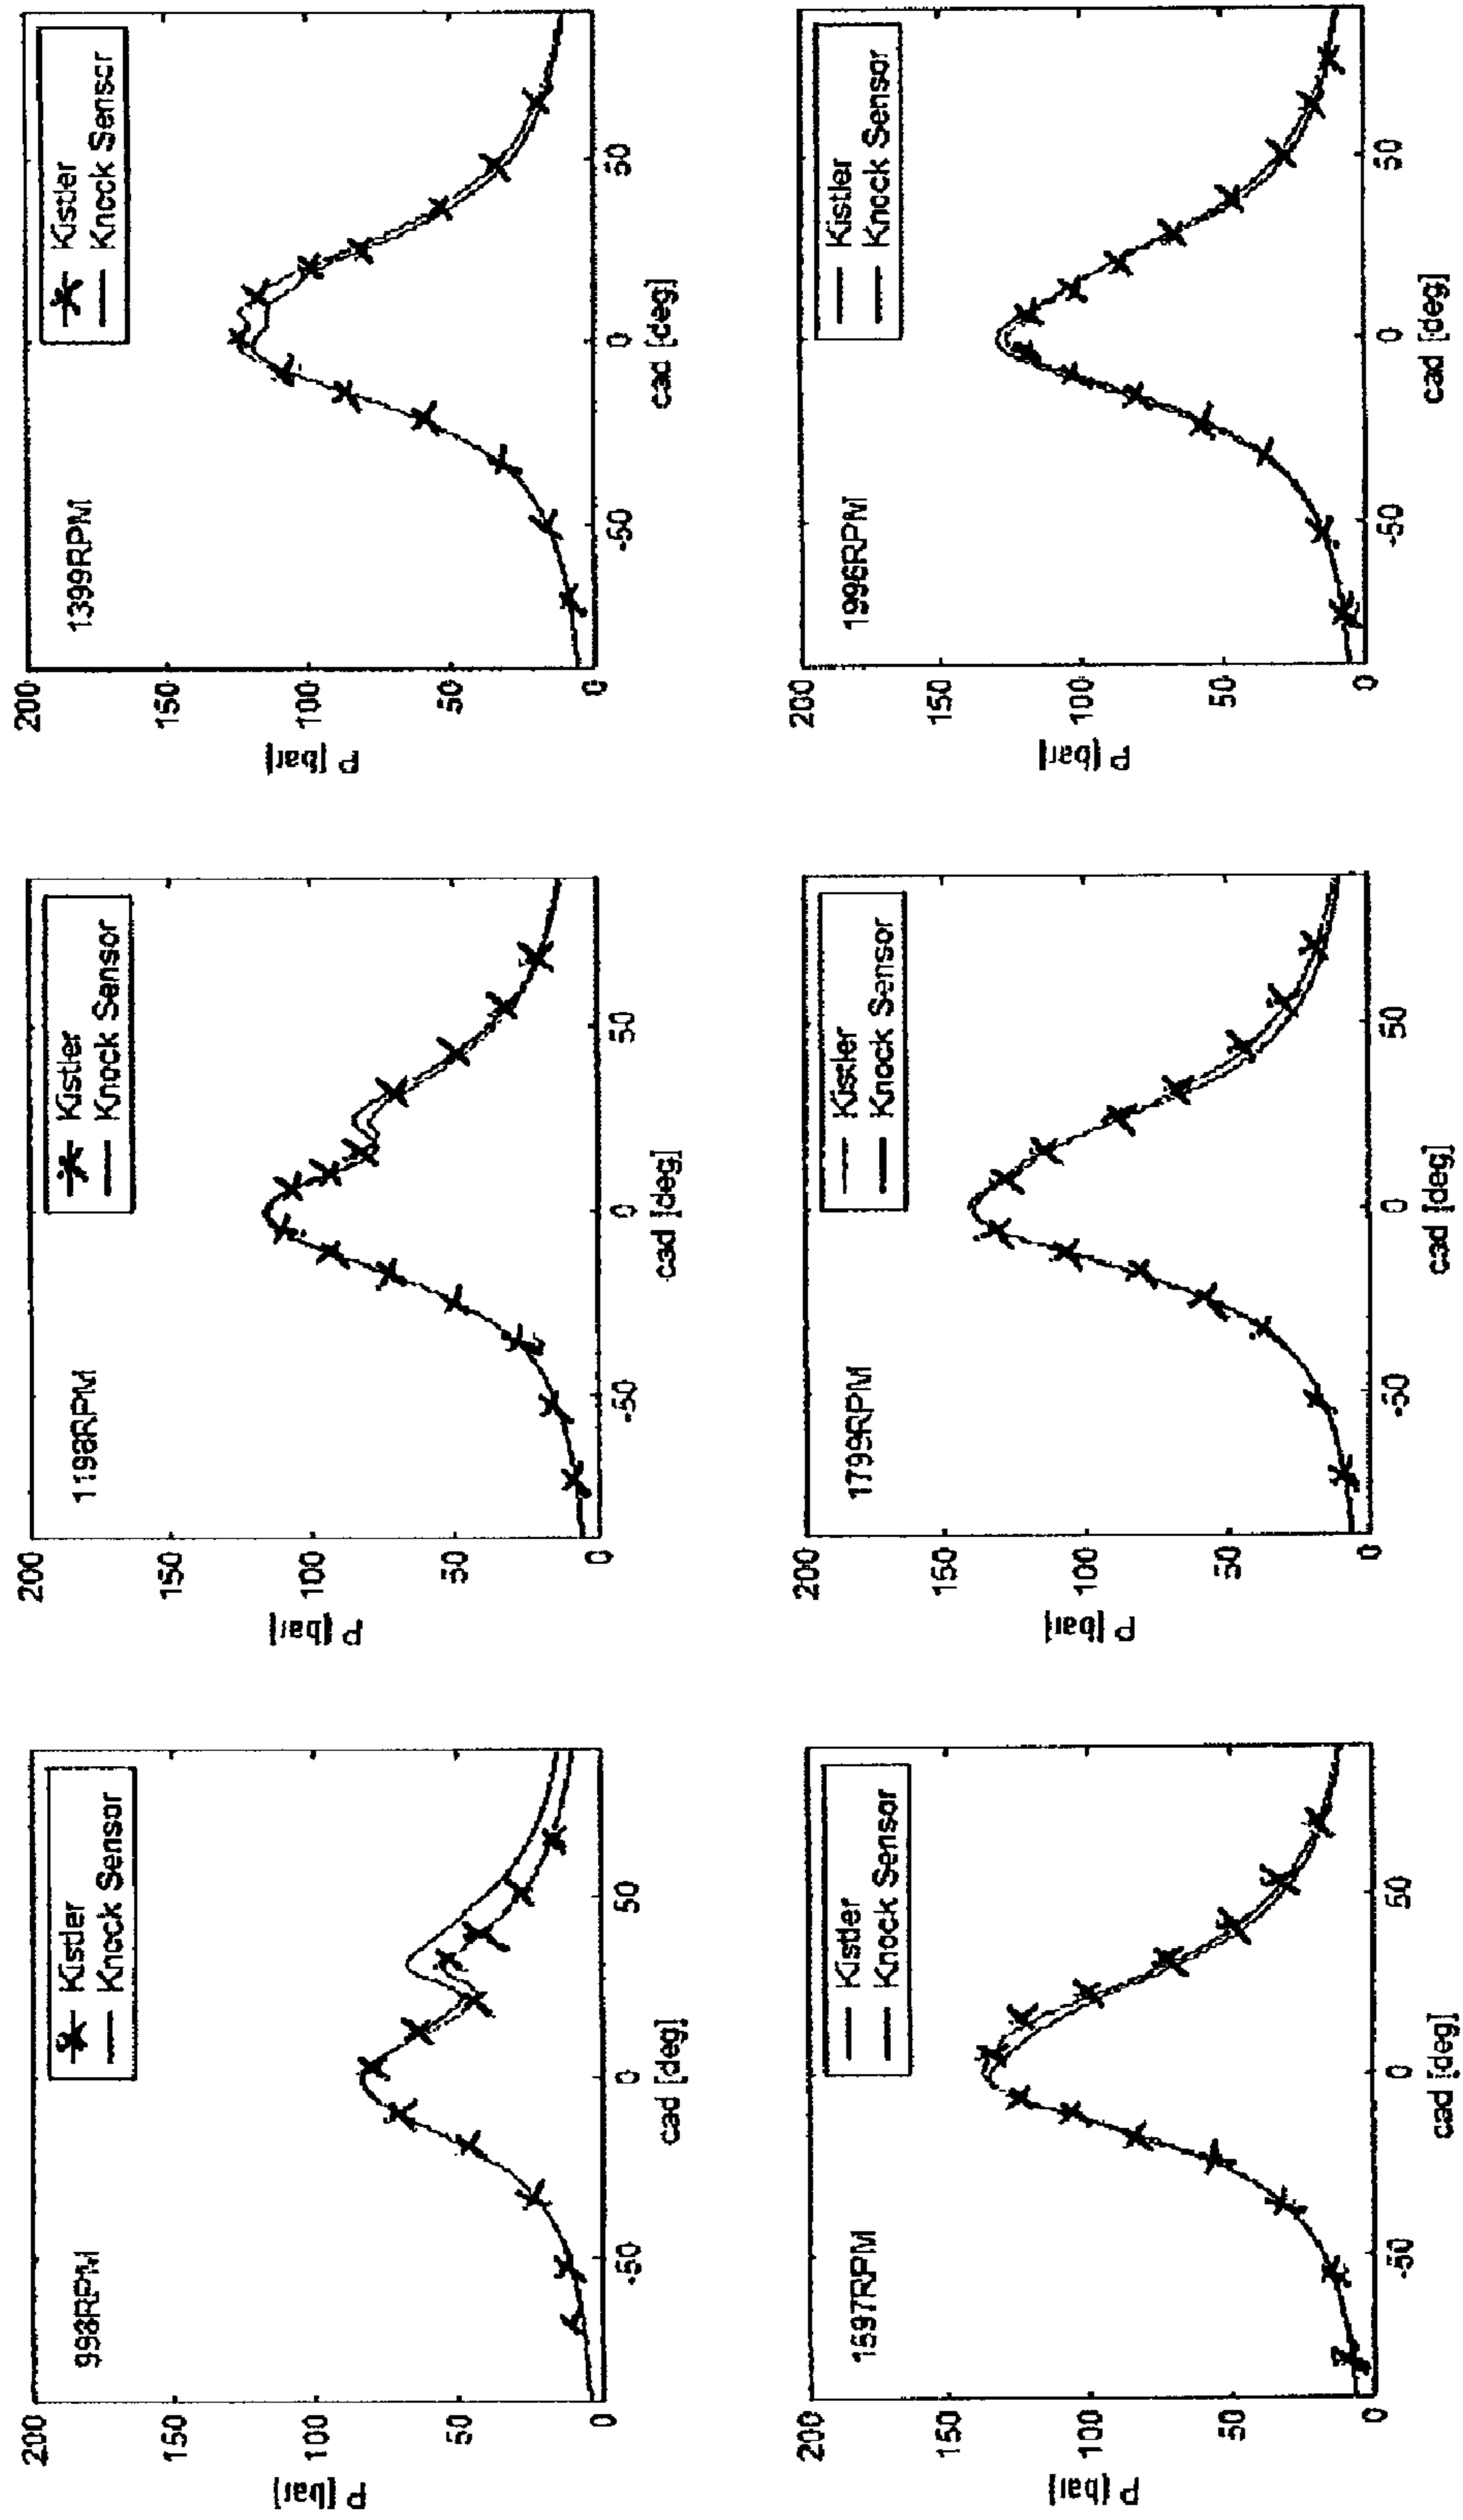 998RPM
Kistler
Knock Sensor
200
150
100
50
0
P [bar]
-50 0 50
cad [deg]
1198RPM
Kistler
Knock Sensor
200
150
100
50
0
P [bar]
-50 0 50
cad [deg]
1399RPM
Kistler
Knock Sensor
200
150
100
50
0
P [bar]
-50 0 50
cad [deg]
1597RPM
Kistler
Knock Sensor
200
150
100
50
0
P [bar]
-50 0 50
cad [deg]
1799RPM
Kistler
Knock Sensor
200
150
100
50
0
P [bar]
-50 0 50
cad [deg]
1996RPM
Kistler
Knock Sensor
200
150
100
50
0
P [bar]
-50 0 50
cad [deg]